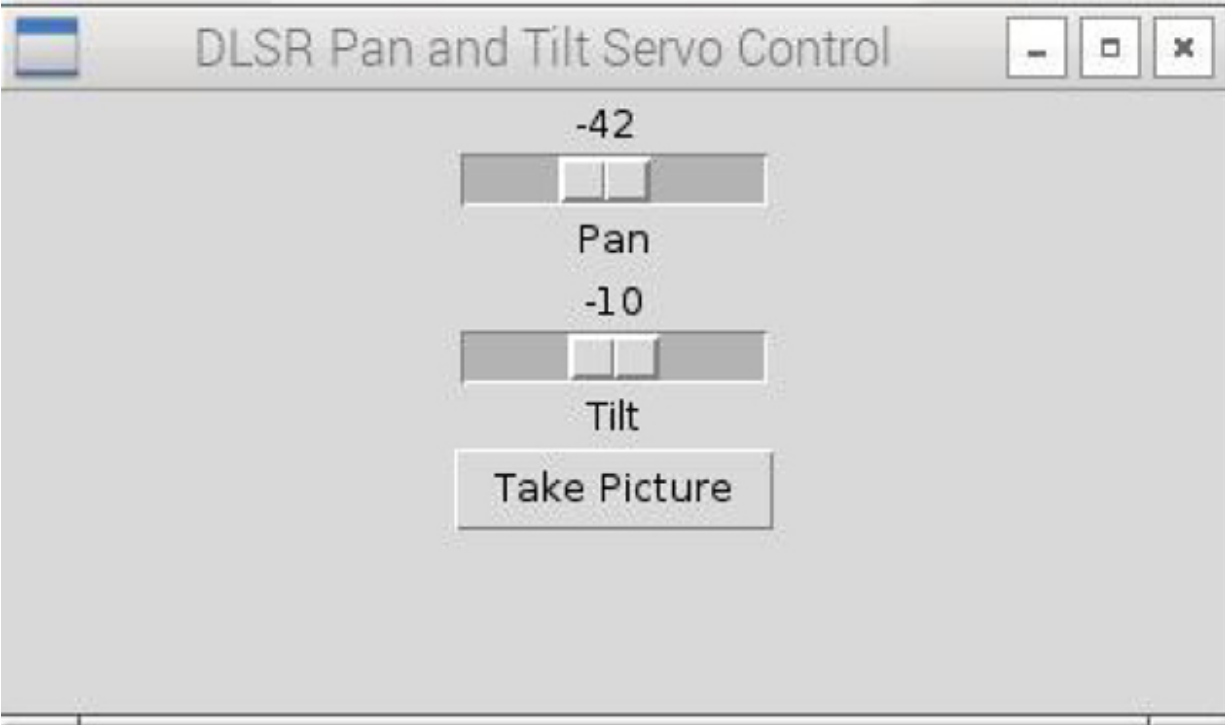 DLSR Pan and Tilt Servo Control
-42
Pan
-10
Tilt
Take Picture